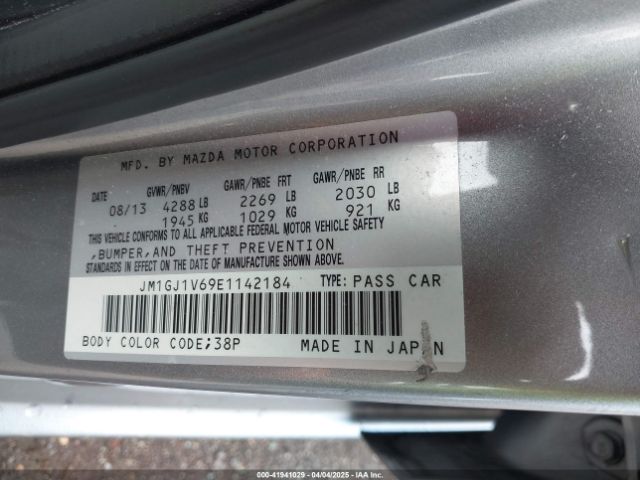 MFD. BY MAZDA MOTOR CORPORATION
DATE GVWR/PNBV GAWR/PNBE FRT GAWR/PNBE RR
08/13 4288 LB 2269 LB 2030 LB
1945 KG 1029 KG 921 KG
THIS VEHICLE CONFORMS TO ALL APPLICABLE FEDERAL MOTOR VEHICLE SAFETY
,BUMPER,AND THEFT PREVENTION
STANDARDS IN EFFECT ON THE DATE OF MANUFACTURE SHOWN ABOVE.
JM1GJ1V69E1142184 TYPE: PASS CAR
BODY COLOR CODE;38P MADE IN JAPAN
000-41941029 - 04/04/2025 - IAA Inc.